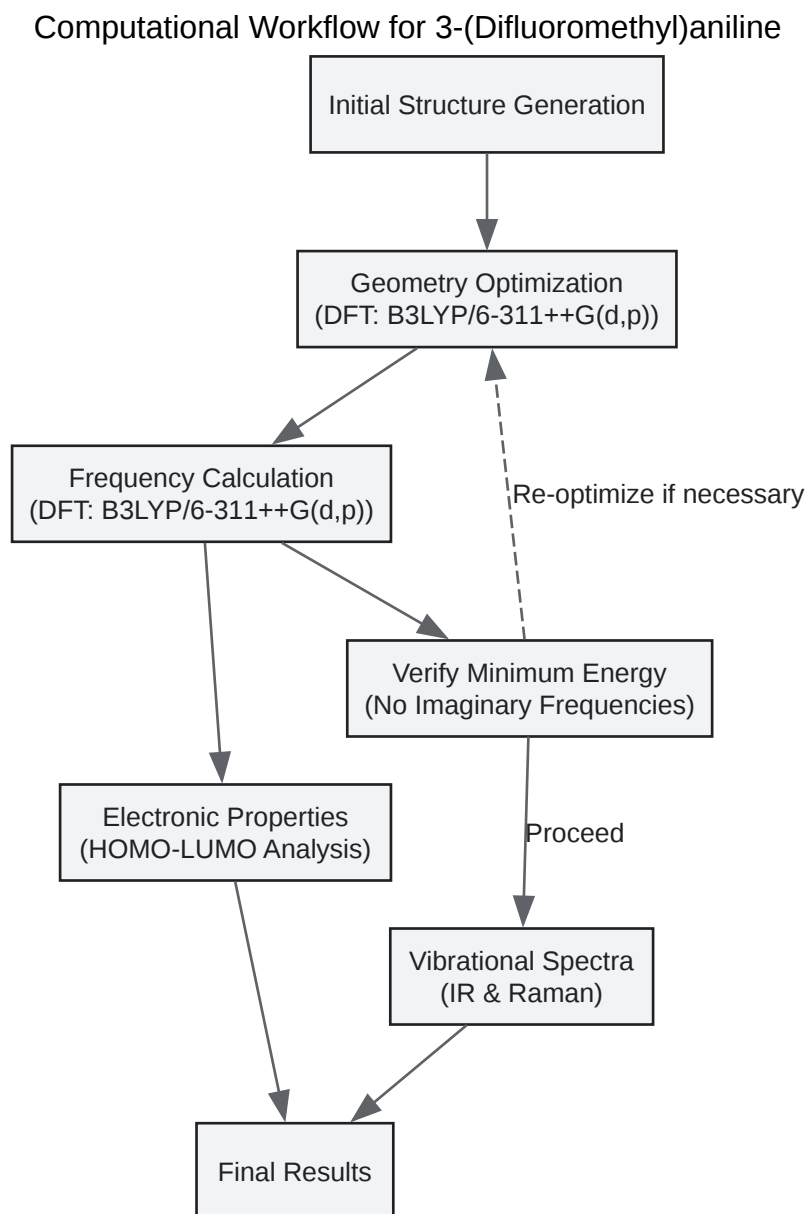 Computational Workflow for 3-(Difluoromethyl)aniline
Initial Structure Generation
Geometry Optimization
(DFT: B3LYP/6-311++G(d,p))
Frequency Calculation
(DFT: B3LYP/6-311++G(d,p))
Re-optimize if necessary
Verify Minimum Energy
(No Imaginary Frequencies)
Electronic Properties
(HOMO-LUMO Analysis)
Proceed
Vibrational Spectra
(IR & Raman)
Final Results